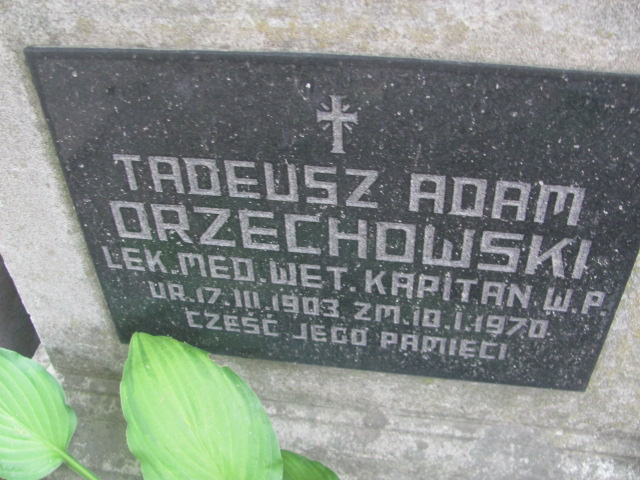 TADEUSZ ADAM
ORZECHOWSKI
LEK. MED. WET. KAPITAN W.P.
UR. 17. III. 1903 ZM. 10. I. 1970
CZEŚĆ JEGO PAMIĘCI